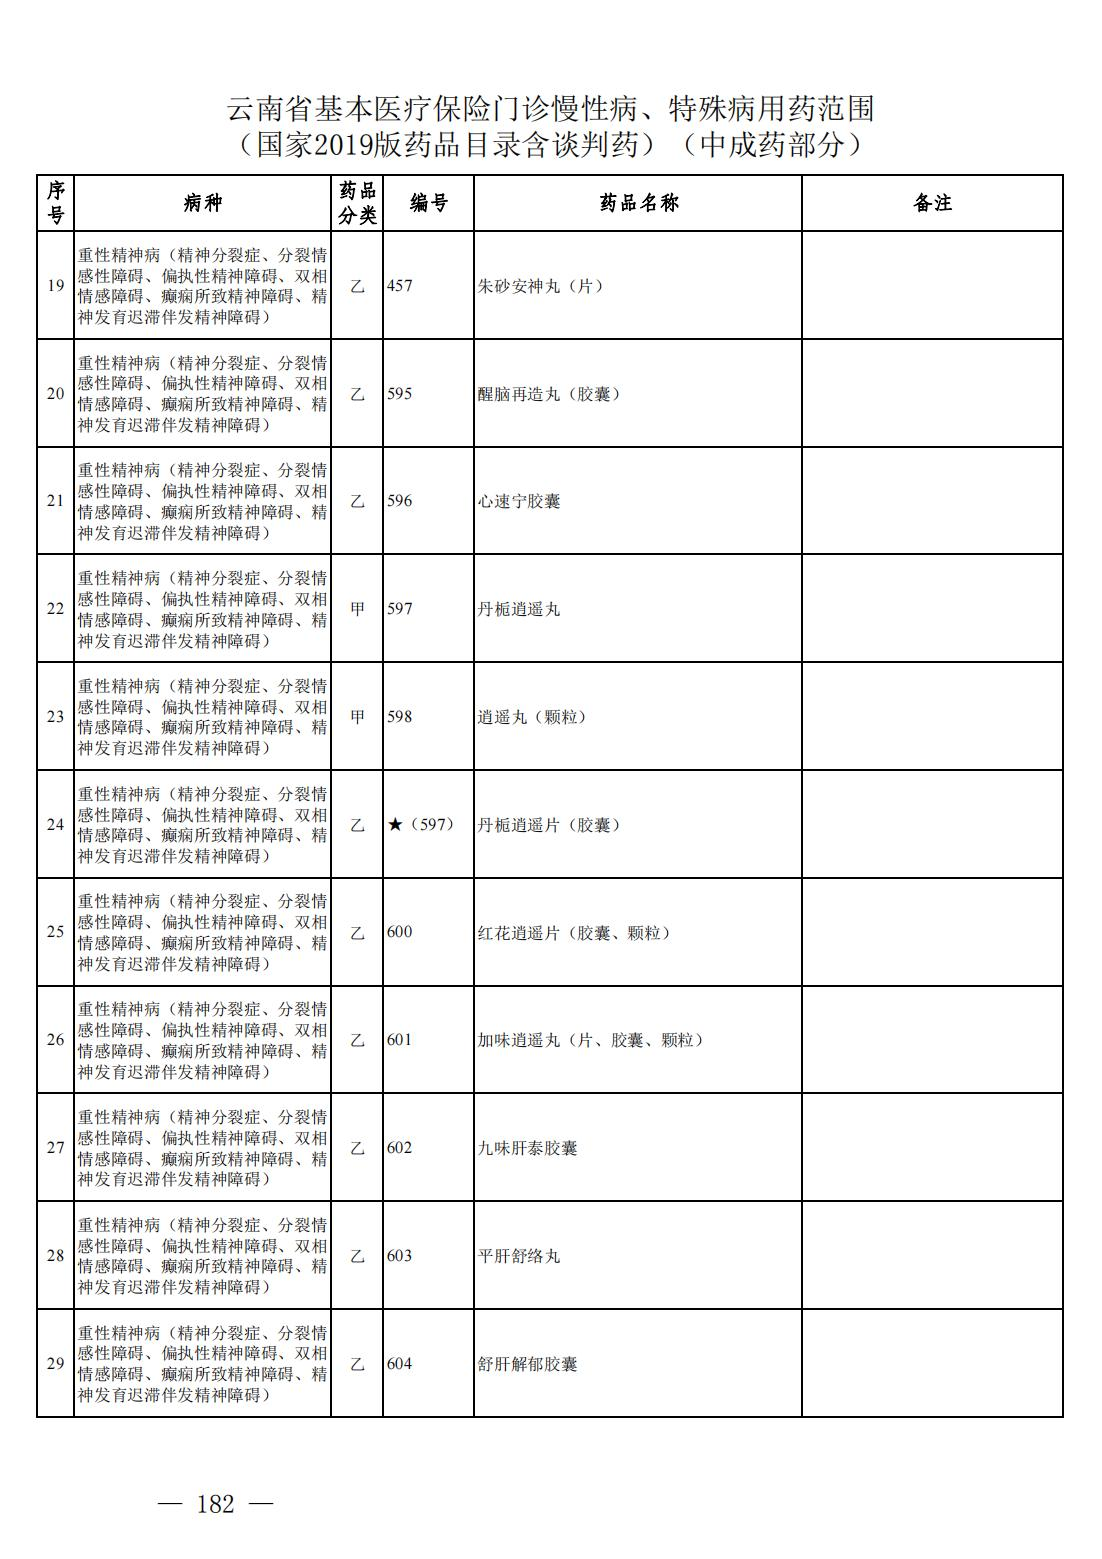 云南省基本医疗保险门诊慢性病、特殊病用药范围
（国家2019版药品目录含谈判药）（中成药部分）
序号 病种 药品分类 编号 药品名称 备注
重性精神病（精神分裂症、分裂情
感性障碍、偏执性精神障碍、双相
19 乙 457 朱砂安神丸（片）
情感障碍、癫痫所致精神障碍、精
神发育迟滞伴发精神障碍）
重性精神病（精神分裂症、分裂情
感性障碍、偏执性精神障碍、双相
20 乙 595 醒脑再造丸（胶囊）
情感障碍、癫痫所致精神障碍、精
神发育迟滞伴发精神障碍）
重性精神病（精神分裂症、分裂情
感性障碍、偏执性精神障碍、双相
21 乙 596 心速宁胶囊
情感障碍、癫痫所致精神障碍、精
神发育迟滞伴发精神障碍）
重性精神病（精神分裂症、分裂情
感性障碍、偏执性精神障碍、双相
22 甲 597 丹栀逍遥丸
情感障碍、癫痫所致精神障碍、精
神发育迟滞伴发精神障碍）
重性精神病（精神分裂症、分裂情
感性障碍、偏执性精神障碍、双相
23 甲 598 逍遥丸（颗粒）
情感障碍、癫痫所致精神障碍、精
神发育迟滞伴发精神障碍）
重性精神病（精神分裂症、分裂情
感性障碍、偏执性精神障碍、双相
24 乙 ★（597） 丹栀逍遥片（胶囊）
情感障碍、癫痫所致精神障碍、精
神发育迟滞伴发精神障碍）
重性精神病（精神分裂症、分裂情
感性障碍、偏执性精神障碍、双相
25 乙 600 红花逍遥片（胶囊、颗粒）
情感障碍、癫痫所致精神障碍、精
神发育迟滞伴发精神障碍）
重性精神病（精神分裂症、分裂情
感性障碍、偏执性精神障碍、双相
26 乙 601 加味逍遥丸（片、胶囊、颗粒）
情感障碍、癫痫所致精神障碍、精
神发育迟滞伴发精神障碍）
重性精神病（精神分裂症、分裂情
感性障碍、偏执性精神障碍、双相
27 乙 602 九味肝泰胶囊
情感障碍、癫痫所致精神障碍、精
神发育迟滞伴发精神障碍）
重性精神病（精神分裂症、分裂情
感性障碍、偏执性精神障碍、双相
28 乙 603 平肝舒络丸
情感障碍、癫痫所致精神障碍、精
神发育迟滞伴发精神障碍）
重性精神病（精神分裂症、分裂情
感性障碍、偏执性精神障碍、双相
29 乙 604 舒肝解郁胶囊
情感障碍、癫痫所致精神障碍、精
神发育迟滞伴发精神障碍）
— 182 —